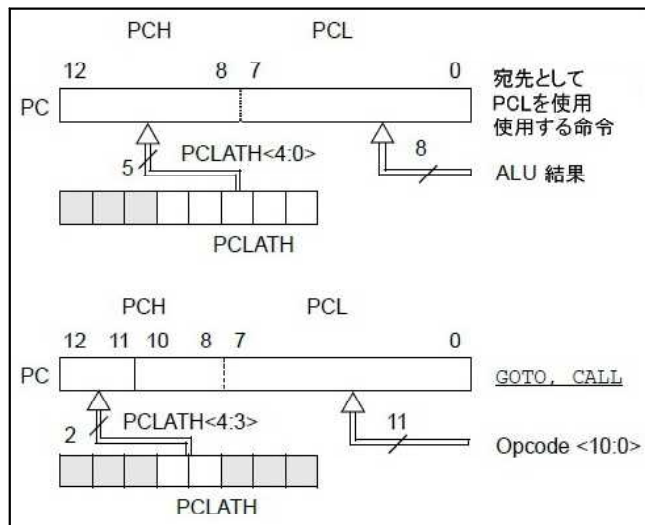 PCH PCL
12 8 7 0
PC
宛先として
PCLを使用
使用する命令
5 PCLATH<4:0> 8
ALU 結果
PCLATH
PCH PCL
12 11 10 8 7 0
PC
GOTO, CALL
2 PCLATH<4:3> 11
Opcode <10:0>
PCLATH